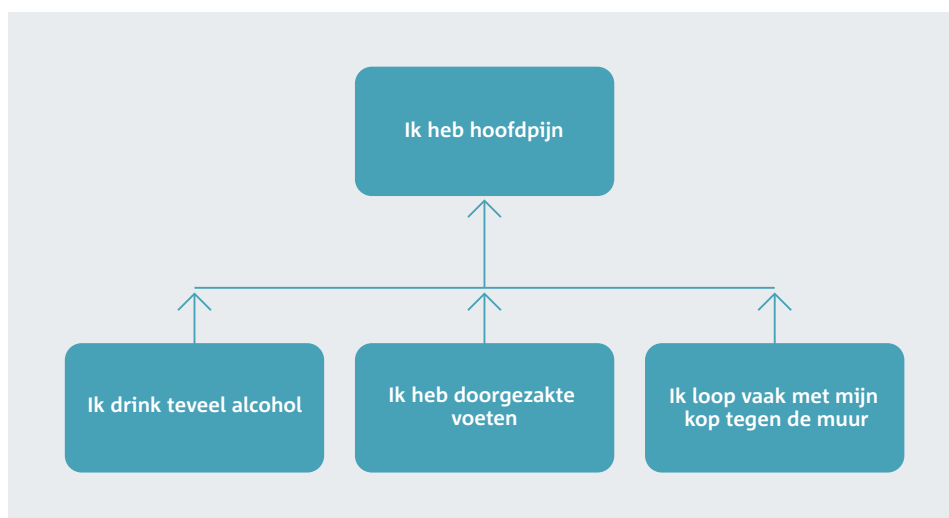 Ik heb hoofdpijn
Ik drink teveel alcohol
Ik heb doorgezakte
voeten
Ik loop vaak met mijn
kop tegen de muur